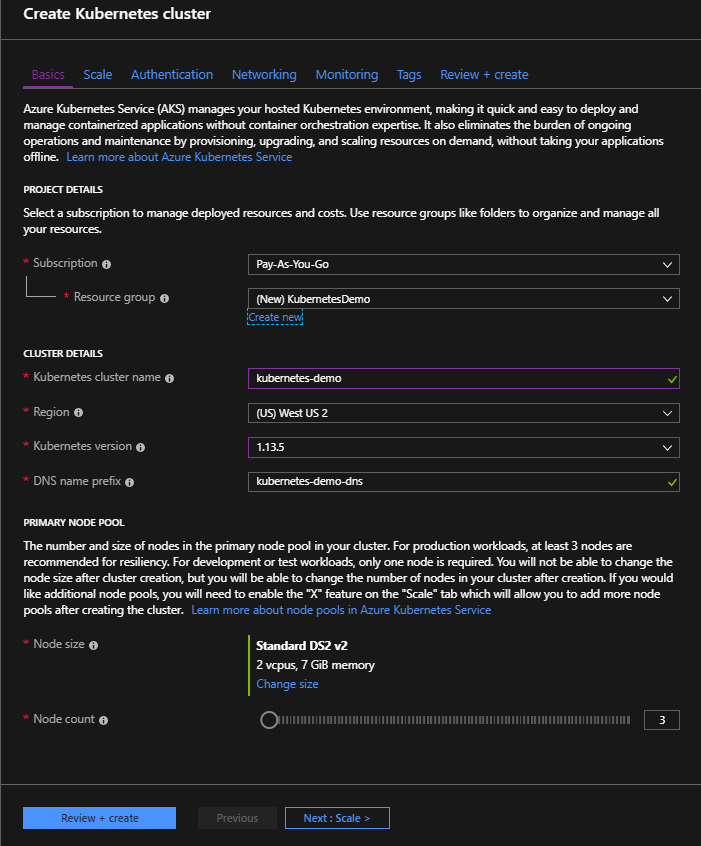 Create Kubernetes cluster
Basics Scale Authentication Networking Monitoring Tags Review + create
Azure Kubernetes Service (AKS) manages your hosted Kubernetes environment, making it quick and easy to deploy and
manage containerized applications without container orchestration expertise. It also eliminates the burden of ongoing
operations and maintenance by provisioning, upgrading, and scaling resources on demand, without taking your applications
offline. Learn more about Azure Kubernetes Service
PROJECT DETAILS
Select a subscription to manage deployed resources and costs. Use resource groups like folders to organize and manage all
your resources.
* Subscription Pay-As-You-Go
* Resource group (New) KubernetesDemo
Create new
CLUSTER DETAILS
* Kubernetes cluster name kubernetes-demo
* Region (US) West US 2
* Kubernetes version 1.13.5
* DNS name prefix kubernetes-demo-dns
PRIMARY NODE POOL
The number and size of nodes in the primary node pool in your cluster. For production workloads, at least 3 nodes are
recommended for resiliency. For development or test workloads, only one node is required. You will not be able to change the
node size after cluster creation, but you will be able to change the number of nodes in your cluster after creation. If you would
like additional node pools, you will need to enable the "X" feature on the "Scale" tab which will allow you to add more node
pools after creating the cluster. Learn more about node pools in Azure Kubernetes Service
* Node size Standard DS2 v2
2 vcpus, 7 GiB memory
Change size
* Node count 3
Review + create Previous Next : Scale >